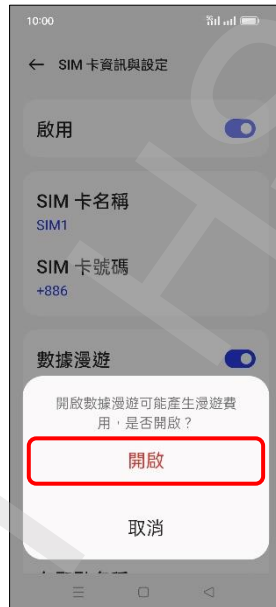 10:00
SIM 卡資訊與設定
啟用
SIM 卡名稱
SIM1
SIM 卡號碼
+886
數據漫遊
開啟數據漫遊可能產生漫遊費
用，是否開啟？
開啟
取消